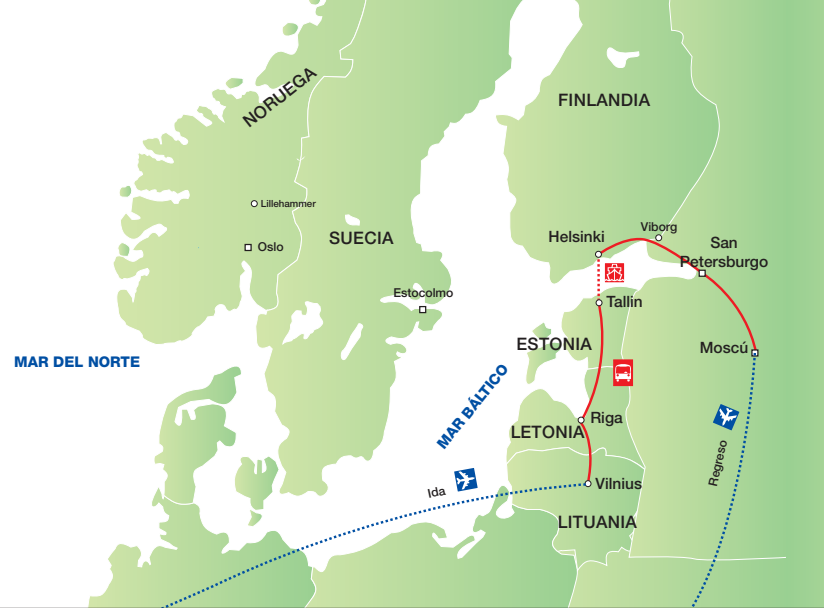 NORUEGA
FINLANDIA
Lillehammer
Oslo
SUECIA
Helsinki
Viborg
San
Petersburgo
Estocolmo
Tallin
ESTONIA
Moscú
MAR DEL NORTE
MAR BÁLTICO
Riga
LETONIA
Regreso
Ida
Vilnius
LITUANIA